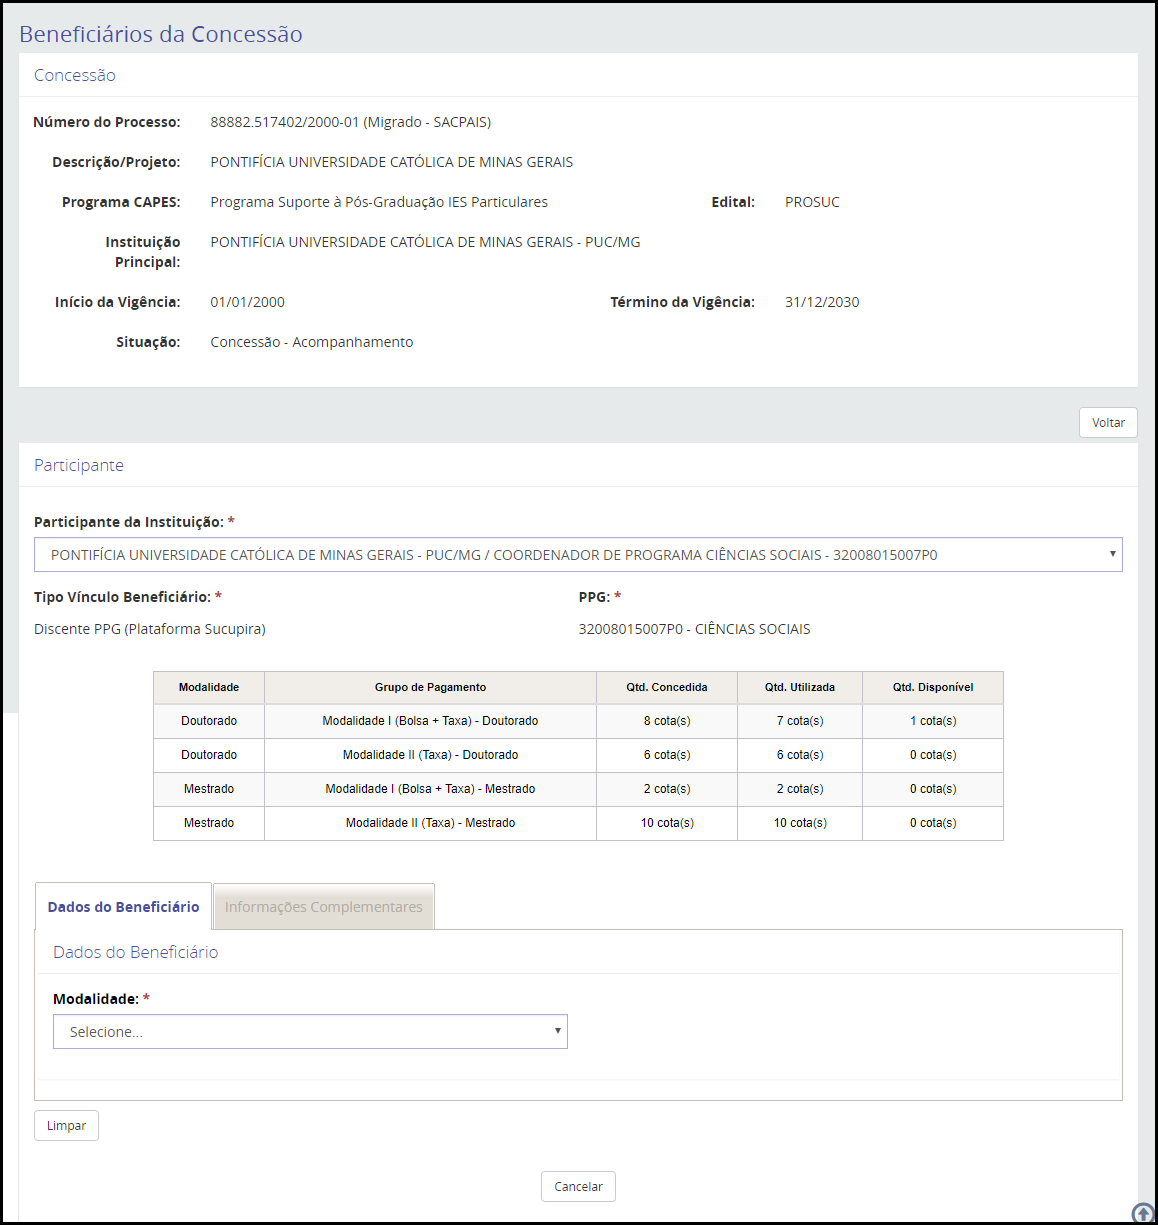 Beneficiários da Concessão
Concessão
Número do Processo: 88882.517402/2000-01 (Migrado - SACPAIS)
Descrição/Projeto: PONTIFÍCIA UNIVERSIDADE CATÓLICA DE MINAS GERAIS
Programa CAPES: Programa Suporte à Pós-Graduação IES Particulares Edital: PROSUC
Instituição PONTIFÍCIA UNIVERSIDADE CATÓLICA DE MINAS GERAIS - PUC/MG
Principal:
Início da Vigência: 01/01/2000 Término da Vigência: 31/12/2030
Situação: Concessão - Acompanhamento
Voltar
Participante
Participante da Instituição: *
PONTIFÍCIA UNIVERSIDADE CATÓLICA DE MINAS GERAIS - PUC/MG / COORDENADOR DE PROGRAMA CIÊNCIAS SOCIAIS - 32008015007P0
Tipo Vínculo Beneficiário: * PPG: *
Discente PPG (Plataforma Sucupira) 32008015007P0 - CIÊNCIAS SOCIAIS
Modalidade Grupo de Pagamento Qtd. Concedida Qtd. Utilizada Qtd. Disponível
Doutorado Modalidade I (Bolsa + Taxa) - Doutorado 8 cota(s) 7 cota(s) 1 cota(s)
Doutorado Modalidade II (Taxa) - Doutorado 6 cota(s) 6 cota(s) 0 cota(s)
Mestrado Modalidade I (Bolsa + Taxa) - Mestrado 2 cota(s) 2 cota(s) 0 cota(s)
Mestrado Modalidade II (Taxa) - Mestrado 10 cota(s) 10 cota(s) 0 cota(s)
Dados do Beneficiário Informações Complementares
Dados do Beneficiário
Modalidade: *
Selecione...
Limpar
Cancelar